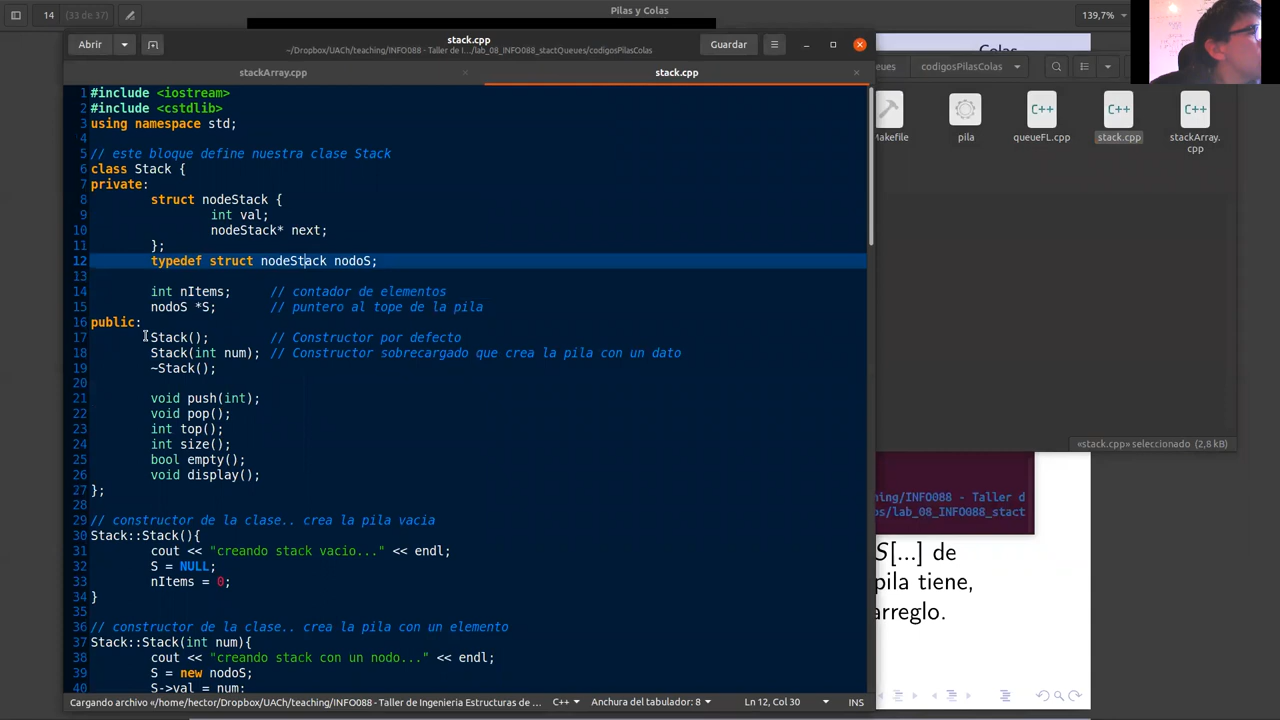 14
(33 de 37)
Pilas y Colas
139,7%
Abrir
stack.cpp
~/Dropbox/UACh/teaching/INFO088 - Taller de I.../lab_08_INFO088_stactQueues/codigosPilasColas
Guardar
stackArray.cpp
stack.cpp
1 #include <iostream>
2 #include <cstdlib>
3 using namespace std;
4
5 // este bloque define nuestra clase Stack
6 class Stack {
7 private:
8 struct nodeStack {
9 int val;
10 nodeStack* next;
11 };
12 typedef struct nodeStack nodoS;
13
14 int nItems; // contador de elementos
15 nodoS *S; // puntero al tope de la pila
16 public:
17 Stack(); // Constructor por defecto
18 Stack(int num); // Constructor sobrecargado que crea la pila con un dato
19 ~Stack();
20
21 void push(int);
22 void pop();
23 int top();
24 int size();
25 bool empty();
26 void display();
27 };
28
29 // constructor de la clase.. crea la pila vacia
30 Stack::Stack(){
31 cout << "creando stack vacio..." << endl;
32 S = NULL;
33 nItems = 0;
34 }
35
36 // constructor de la clase.. crea la pila con un elemento
37 Stack::Stack(int num){
38 cout << "creando stack con un nodo..." << endl;
39 S = new nodoS;
40 S->val = num;
Cargando archivo «/home/hector/Dropbox/UACh/teaching/INFO088 - Taller de Ingenieria Estructuras de ...
C++
Anchura del tabulador: 8
Ln 12, Col 30
INS
Colas
eues
codigosPilasColas
Makefile
pila
queueFL.cpp
stack.cpp
stackArray.
cpp
«stack.cpp» seleccionado (2,8 kB)
hing/INFO088 - Taller d
os/lab_08_INFO088_stact
S[...] de
pila tiene,
arreglo.